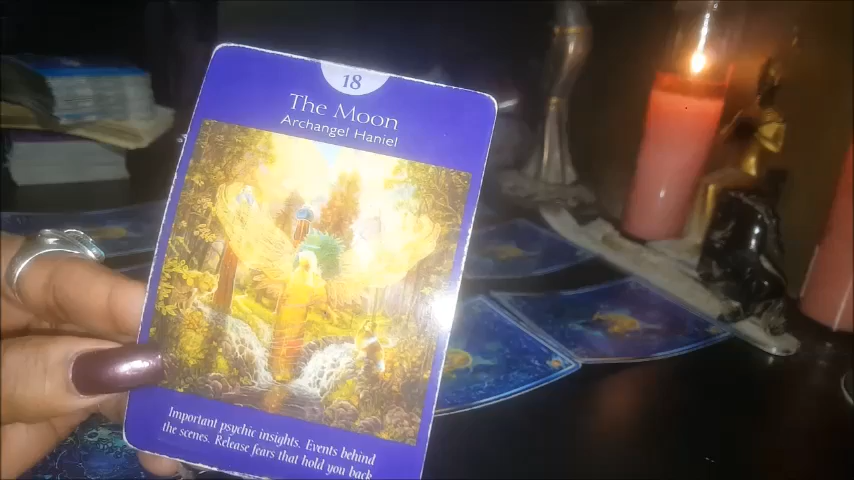 18
The Moon
Archangel Haniel
Important psychic insights. Events behind
the scenes. Release fears that hold you back